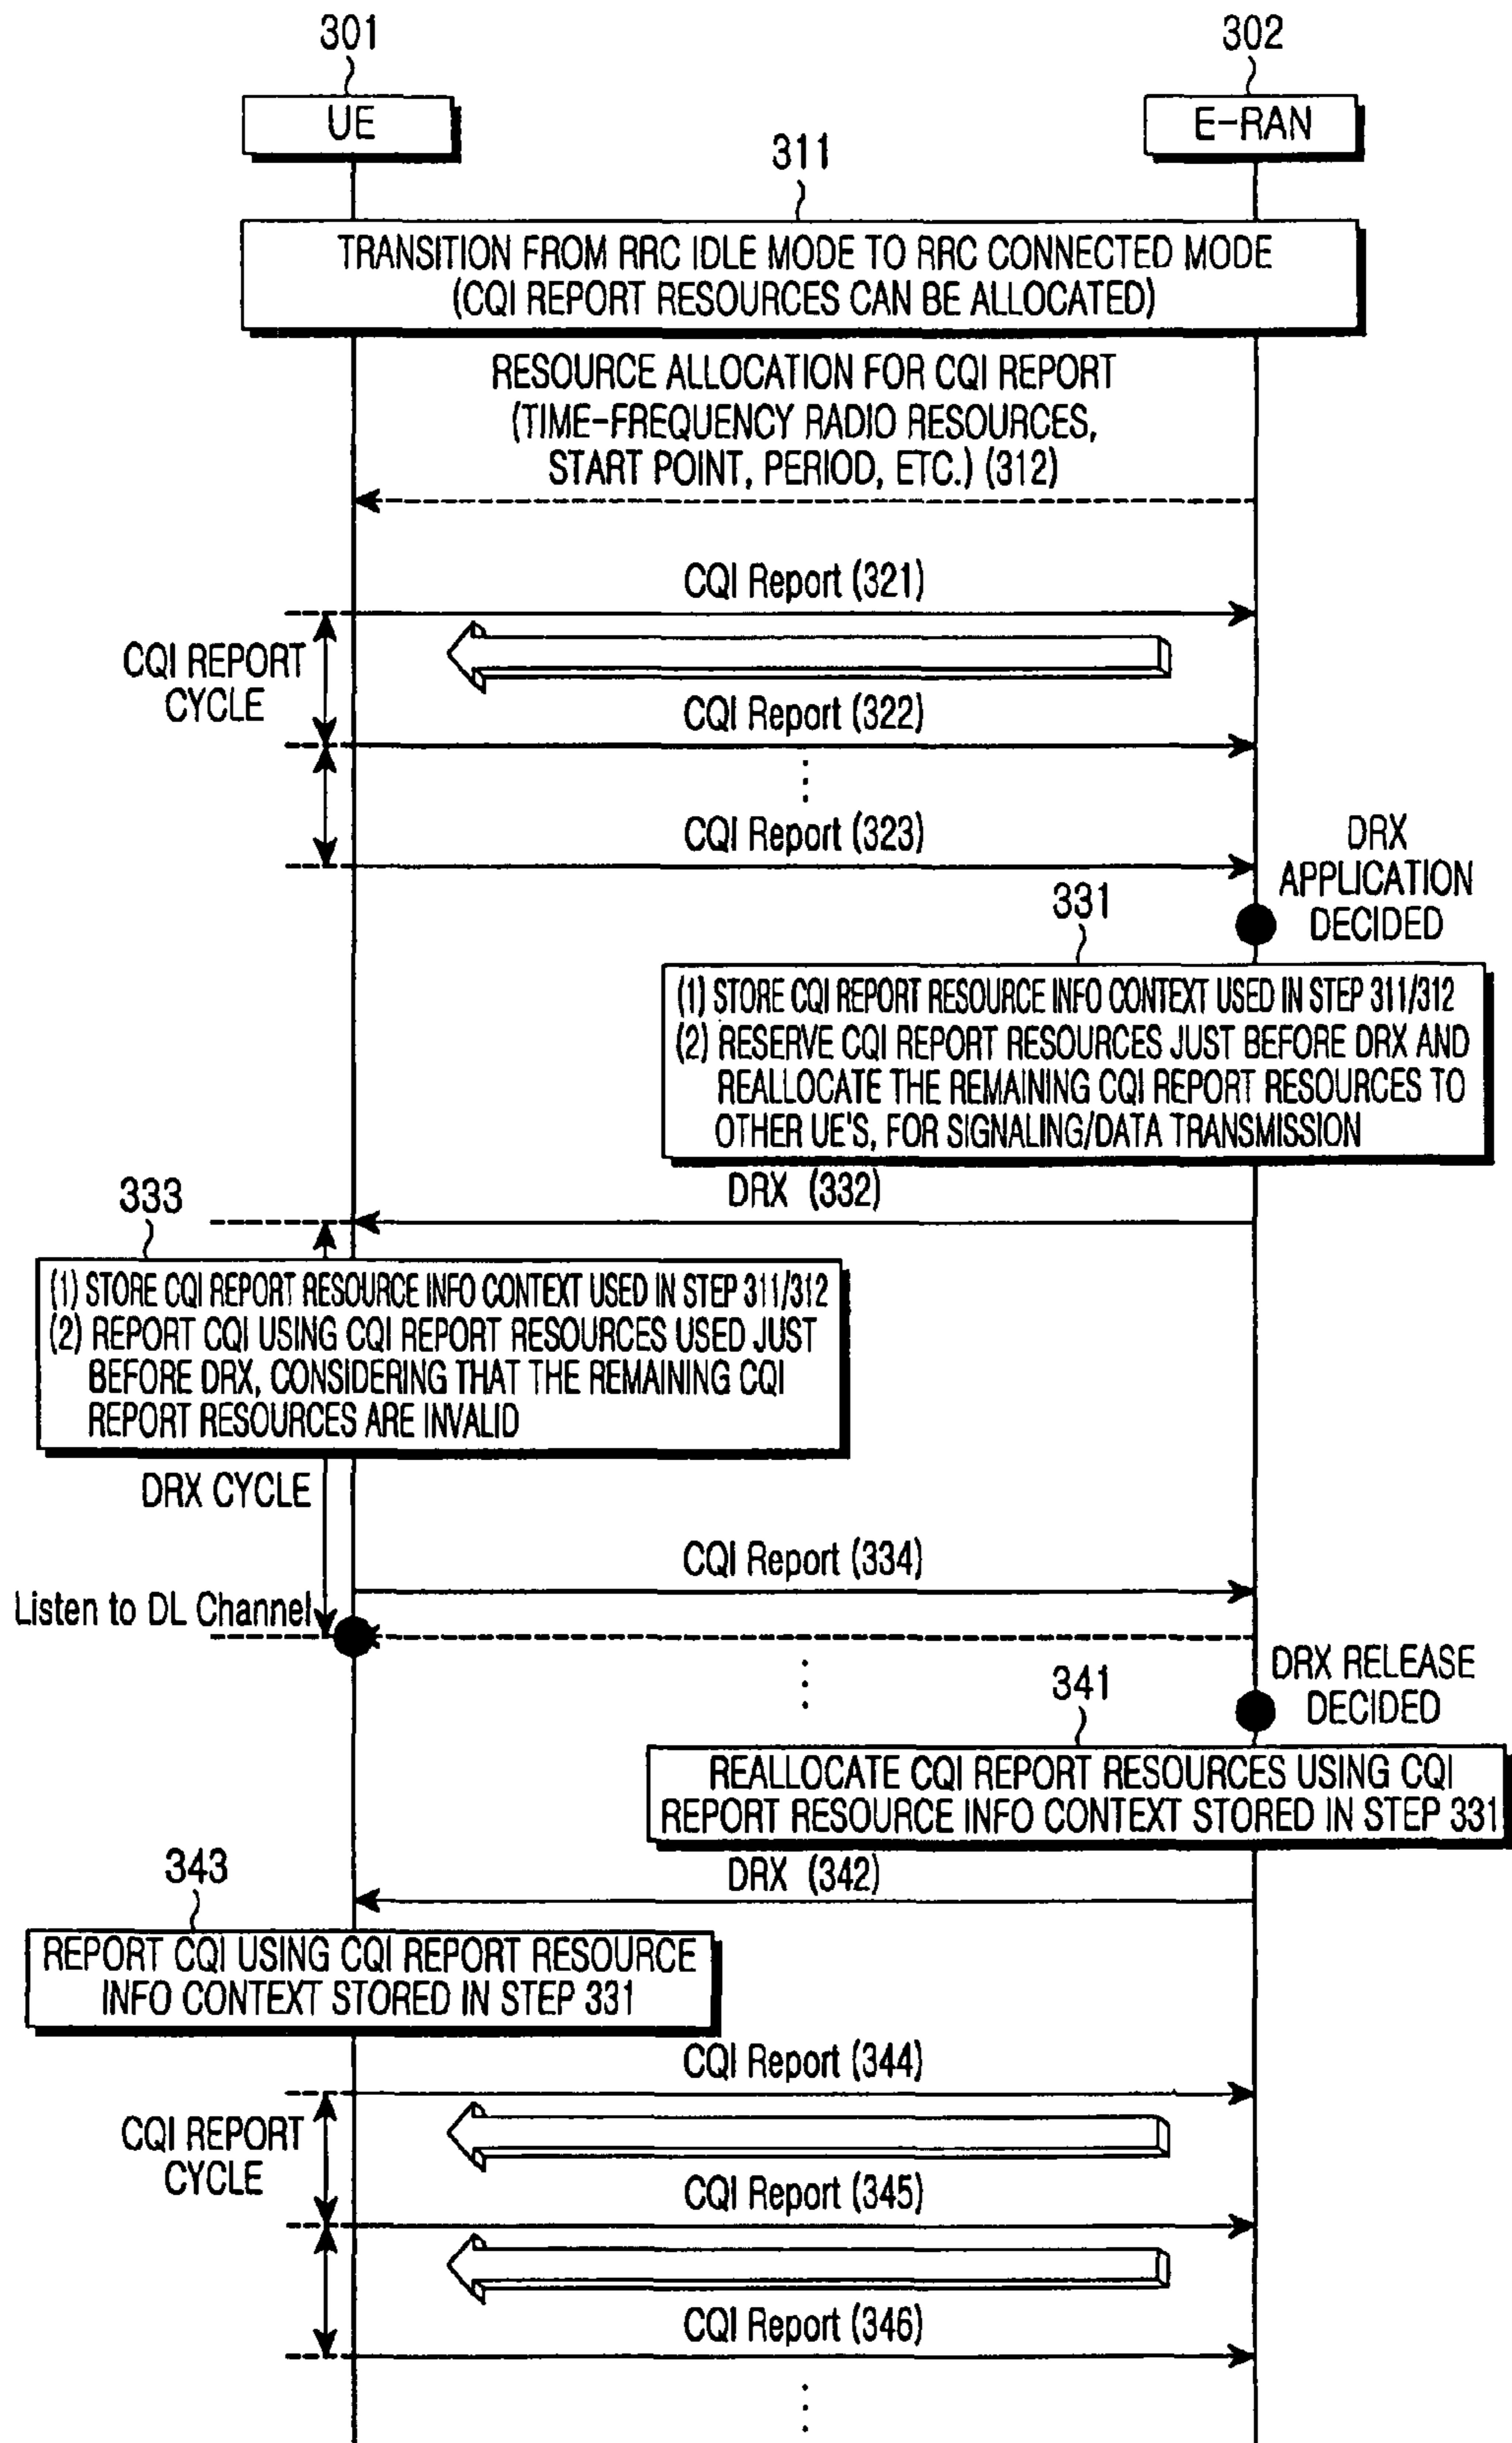 301
302
UE
E-RAN
311
TRANSITION FROM RRC IDLE MODE TO RRC CONNECTED MODE
(CQI REPORT RESOURCES CAN BE ALLOCATED)
RESOURCE ALLOCATION FOR CQI REPORT
(TIME-FREQUENCY RADIO RESOURCES,
START POINT, PERIOD, ETC.) (312)
CQI Report (321)
CQI REPORT
CYCLE
CQI Report (322)
CQI Report (323)
DRX
APPLICATION
DECIDED
331
(1) STORE CQI REPORT RESOURCE INFO CONTEXT USED IN STEP 311/312
(2) RESERVE CQI REPORT RESOURCES JUST BEFORE DRX AND
REALLOCATE THE REMAINING CQI REPORT RESOURCES TO
OTHER UE'S, FOR SIGNALING/DATA TRANSMISSION
DRX (332)
333
(1) STORE CQI REPORT RESOURCE INFO CONTEXT USED IN STEP 311/312
(2) REPORT CQI USING CQI REPORT RESOURCES USED JUST
BEFORE DRX, CONSIDERING THAT THE REMAINING CQI
REPORT RESOURCES ARE INVALID
DRX CYCLE
CQI Report (334)
Listen to DL Channel
DRX RELEASE
DECIDED
341
REALLOCATE CQI REPORT RESOURCES USING CQI
REPORT RESOURCE INFO CONTEXT STORED IN STEP 331
DRX (342)
343
REPORT CQI USING CQI REPORT RESOURCE
INFO CONTEXT STORED IN STEP 331
CQI Report (344)
CQI REPORT
CYCLE
CQI Report (345)
CQI Report (346)